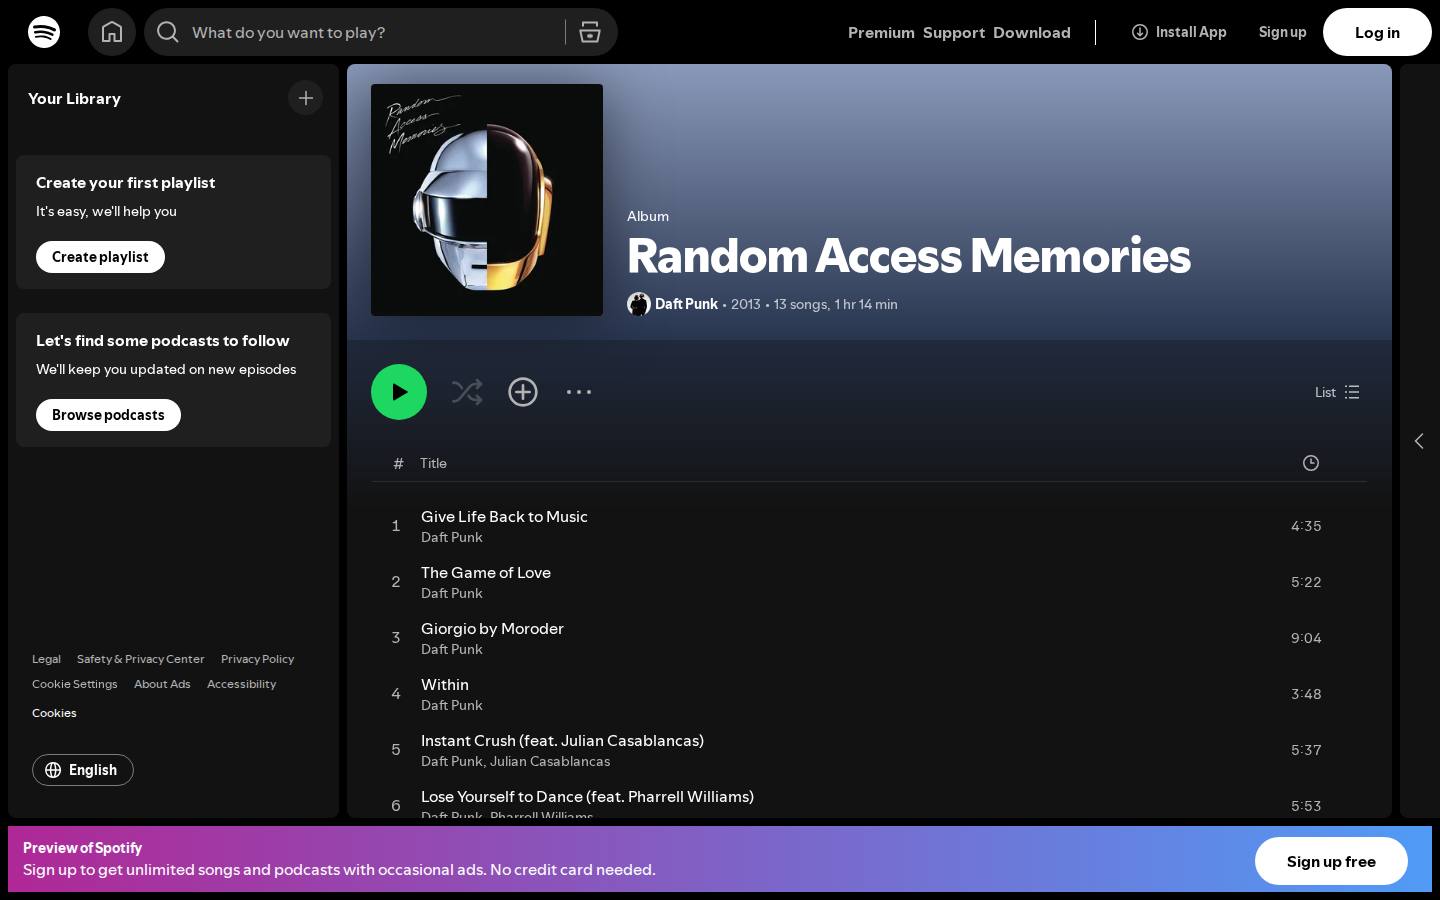 What do you want to play?
Premium Support Download
Install App
Sign up
Log in
Your Library
Create your first playlist
It's easy, we'll help you
Create playlist
Let's find some podcasts to follow
We'll keep you updated on new episodes
Browse podcasts
Legal Safety & Privacy Center Privacy Policy
Cookie Settings About Ads Accessibility
Cookies
English
Random
Access
Memories
Album
Random Access Memories
Daft Punk • 2013 • 13 songs, 1 hr 14 min
List
# Title
1 Give Life Back to Music 4:35
Daft Punk
2 The Game of Love 5:22
Daft Punk
3 Giorgio by Moroder 9:04
Daft Punk
4 Within 3:48
Daft Punk
5 Instant Crush (feat. Julian Casablancas) 5:37
Daft Punk, Julian Casablancas
6 Lose Yourself to Dance (feat. Pharrell Williams) 5:53
Daft Punk, Pharrell Williams
Preview of Spotify
Sign up to get unlimited songs and podcasts with occasional ads. No credit card needed.
Sign up free